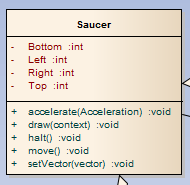 Saucer
- Bottom :int
- Left :int
- Right :int
- Top :int
+ accelerate(Acceleration) :void
+ draw(context) :void
+ halt() :void
+ move() :void
+ setVector(vector) :void